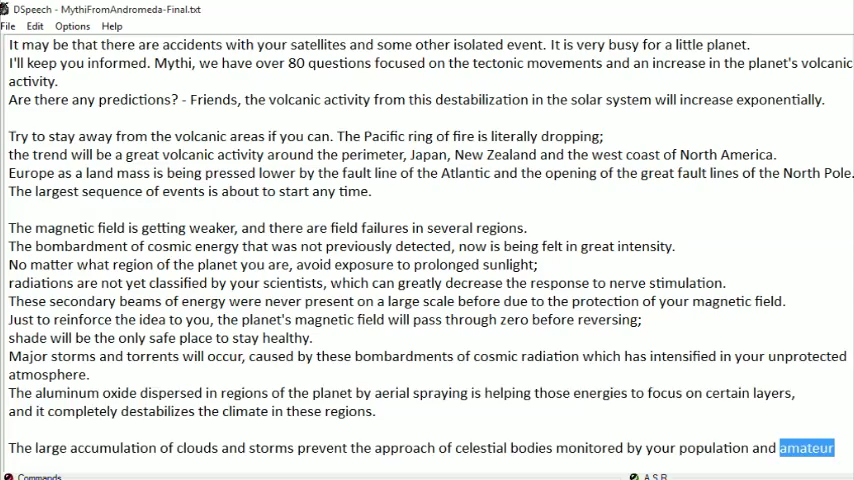 DSpeech - MythiFromAndromeda-Final.txt
File Edit Options Help
It may be that there are accidents with your satellites and some other isolated event. It is very busy for a little planet.
I'll keep you informed. Mythi, we have over 80 questions focused on the tectonic movements and an increase in the planet's volcanic
activity.
Are there any predictions? - Friends, the volcanic activity from this destabilization in the solar system will increase exponentially.
Try to stay away from the volcanic areas if you can. The Pacific ring of fire is literally dropping;
the trend will be a great volcanic activity around the perimeter, Japan, New Zealand and the west coast of North America.
Europe as a land mass is being pressed lower by the fault line of the Atlantic and the opening of the great fault lines of the North Pole.
The largest sequence of events is about to start any time.
The magnetic field is getting weaker, and there are field failures in several regions.
The bombardment of cosmic energy that was not previously detected, now is being felt in great intensity.
No matter what region of the planet you are, avoid exposure to prolonged sunlight;
radiations are not yet classified by your scientists, which can greatly decrease the response to nerve stimulation.
These secondary beams of energy were never present on a large scale before due to the protection of your magnetic field.
Just to reinforce the idea to you, the planet's magnetic field will pass through zero before reversing;
shade will be the only safe place to stay healthy.
Major storms and torrents will occur, caused by these bombardments of cosmic radiation which has intensified in your unprotected
atmosphere.
The aluminum oxide dispersed in regions of the planet by aerial spraying is helping those energies to focus on certain layers,
and it completely destabilizes the climate in these regions.
The large accumulation of clouds and storms prevent the approach of celestial bodies monitored by your population and amateur
Commands A.S.R.